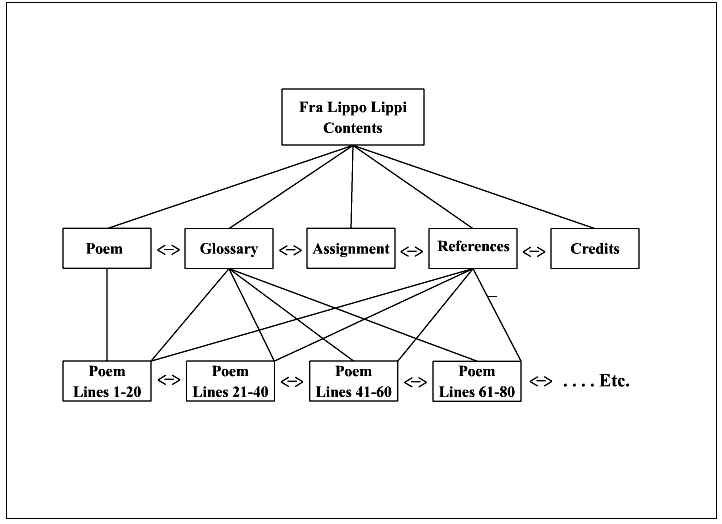 Fra Lippo Lippi
Contents
Poem <-> Glossary <-> Assignment <-> References <-> Credits
Poem Poem Poem Poem
Lines 1-20 <-> Lines 21-40 <-> Lines 41-60 <-> Lines 61-80 <-> . . . . Etc.